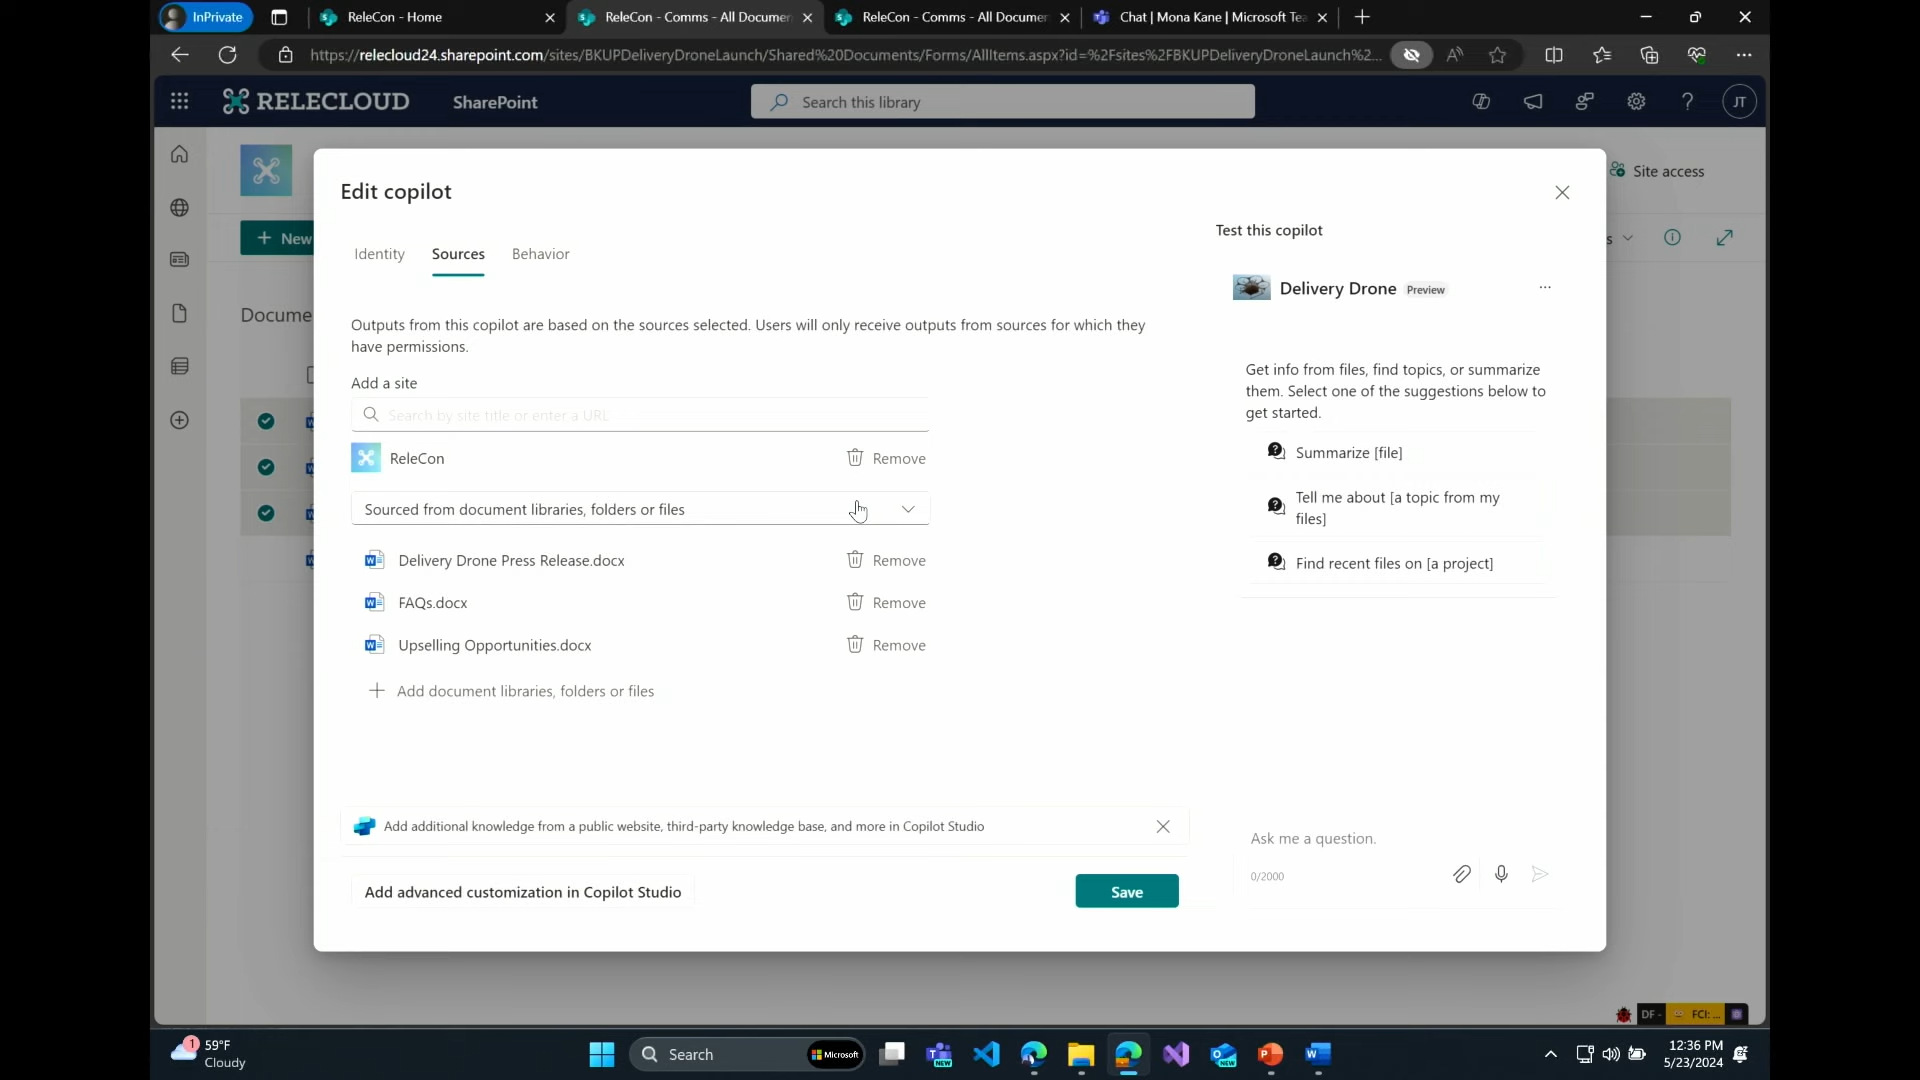 InPrivate
ReleCon - Home
ReleCon - Comms - All Documen
ReleCon - Comms - All Documen
Chat | Mona Kane | Microsoft Tea
https://relecloud24.sharepoint.com/sites/BKUPDeliveryDroneLaunch/Shared%20Documents/Forms/AllItems.aspx?id=%2Fsites%2FBKUPDeliveryDroneLaunch%2...
RELECLOUD
SharePoint
Search this library
JT
Site access
New
s
Docume
Edit copilot
Identity
Sources
Behavior
Outputs from this copilot are based on the sources selected. Users will only receive outputs from sources for which they
have permissions.
Add a site
Search by site title or enter a URL
ReleCon
Remove
Sourced from document libraries, folders or files
Delivery Drone Press Release.docx
Remove
FAQs.docx
Remove
Upselling Opportunities.docx
Remove
Add document libraries, folders or files
Add additional knowledge from a public website, third-party knowledge base, and more in Copilot Studio
Add advanced customization in Copilot Studio
Save
Test this copilot
Delivery Drone Preview
Get info from files, find topics, or summarize
them. Select one of the suggestions below to
get started.
Summarize [file]
Tell me about [a topic from my
files]
Find recent files on [a project]
Ask me a question.
0/2000
DF -
FCI: ...
1
59°F
Cloudy
Search
Microsoft
NEW
NEW
12:36 PM
5/23/2024